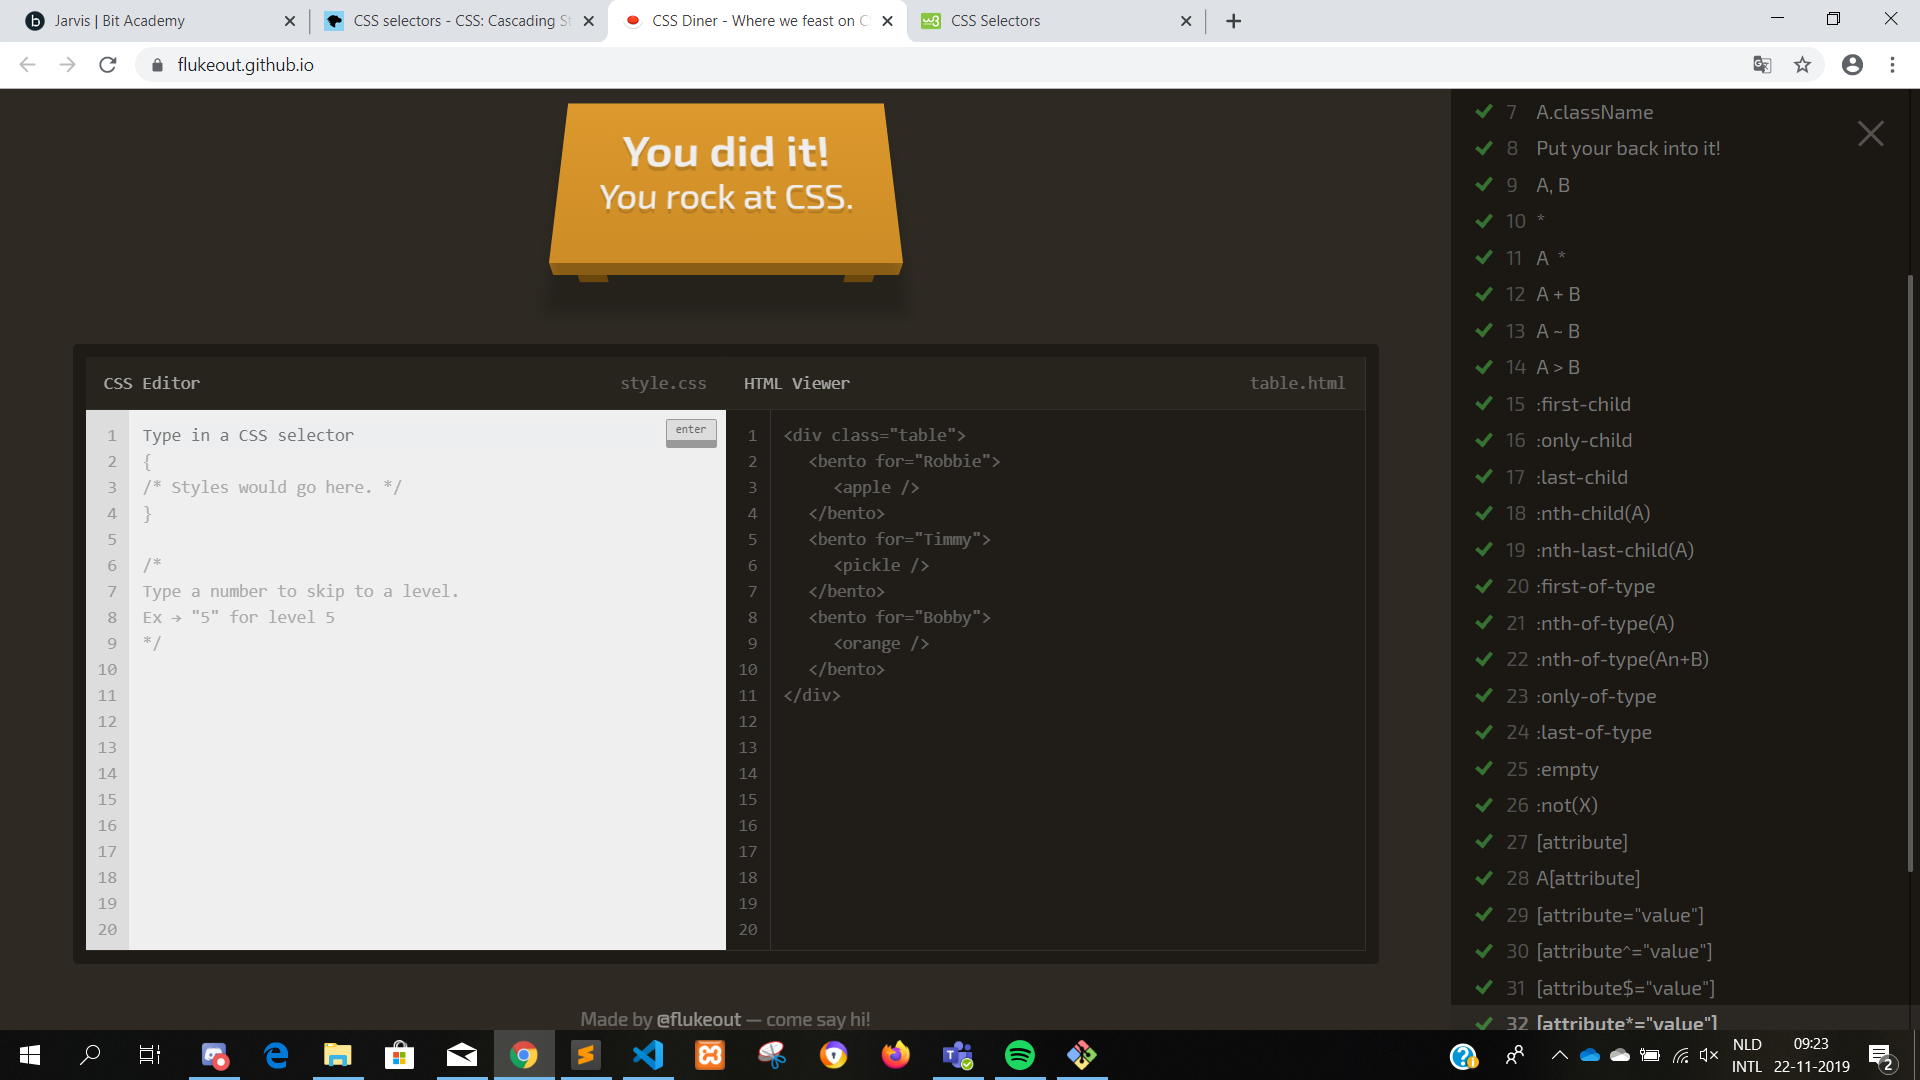 Jarvis | Bit Academy
CSS selectors - CSS: Cascading St
CSS Diner - Where we feast on C
CSS Selectors
flukeout.github.io
You did it!
You rock at CSS.
CSS Editor
style.css
1 Type in a CSS selector
enter
2 {
3 /* Styles would go here. */
4 }
5
6 /*
7 Type a number to skip to a level.
8 Ex → "5" for level 5
9 */
10
11
12
13
14
15
16
17
18
19
20
HTML Viewer
table.html
1 <div class="table">
2 <bento for="Robbie">
3 <apple />
4 </bento>
5 <bento for="Timmy">
6 <pickle />
7 </bento>
8 <bento for="Bobby">
9 <orange />
10 </bento>
11 </div>
12
13
14
15
16
17
18
19
20
Made by @flukeout — come say hi!
7 A.className
8 Put your back into it!
9 A, B
10 *
11 A *
12 A + B
13 A ~ B
14 A > B
15 :first-child
16 :only-child
17 :last-child
18 :nth-child(A)
19 :nth-last-child(A)
20 :first-of-type
21 :nth-of-type(A)
22 :nth-of-type(An+B)
23 :only-of-type
24 :last-of-type
25 :empty
26 :not(X)
27 [attribute]
28 A[attribute]
29 [attribute="value"]
30 [attribute^="value"]
31 [attribute$="value"]
32 [attribute*="value"]
NLD
INTL
09:23
22-11-2019
2